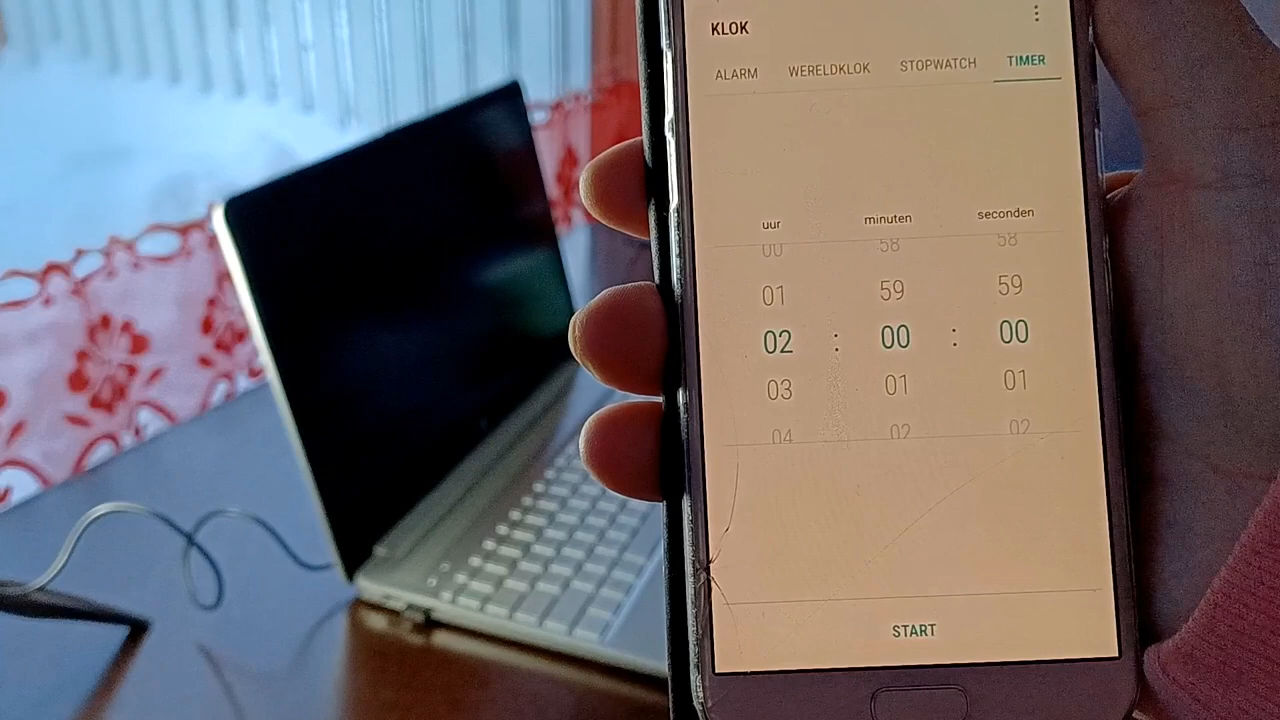 KLOK
ALARM WERELDKLOK STOPWATCH TIMER
uur minuten seconden
00 58 58
01 59 59
02 : 00 : 00
03 01 01
04 02 02
START